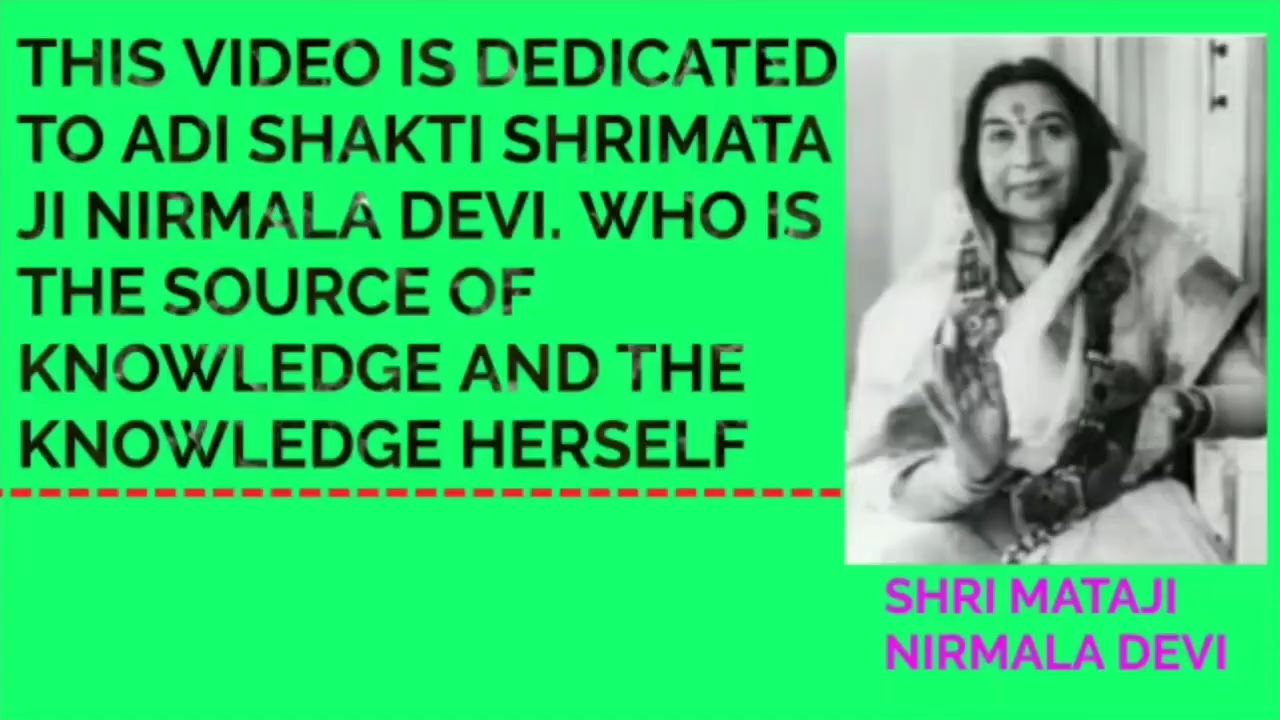 THIS VIDEO IS DEDICATED
TO ADI SHAKTI SHRIMATA
JI NIRMALA DEVI. WHO IS
THE SOURCE OF
KNOWLEDGE AND THE
KNOWLEDGE HERSELF
SHRI MATAJI
NIRMALA DEVI